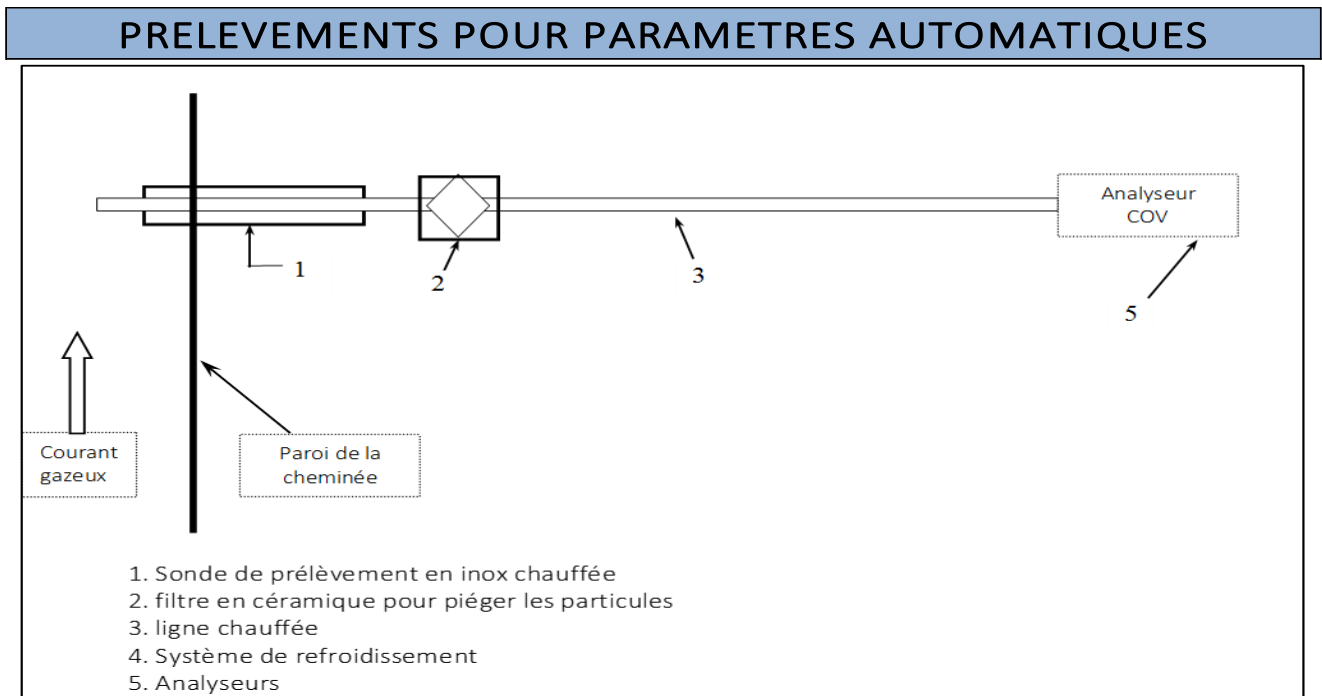 PRELEVEMENTS POUR PARAMETRES AUTOMATIQUES
Analyseur
COV
1
2
3
5
Courant
gazeux
Paroi de la
cheminée
1. Sonde de prélèvement en inox chauffée
2. filtre en céramique pour piéger les particules
3. ligne chauffée
4. Système de refroidissement
5. Analyseurs